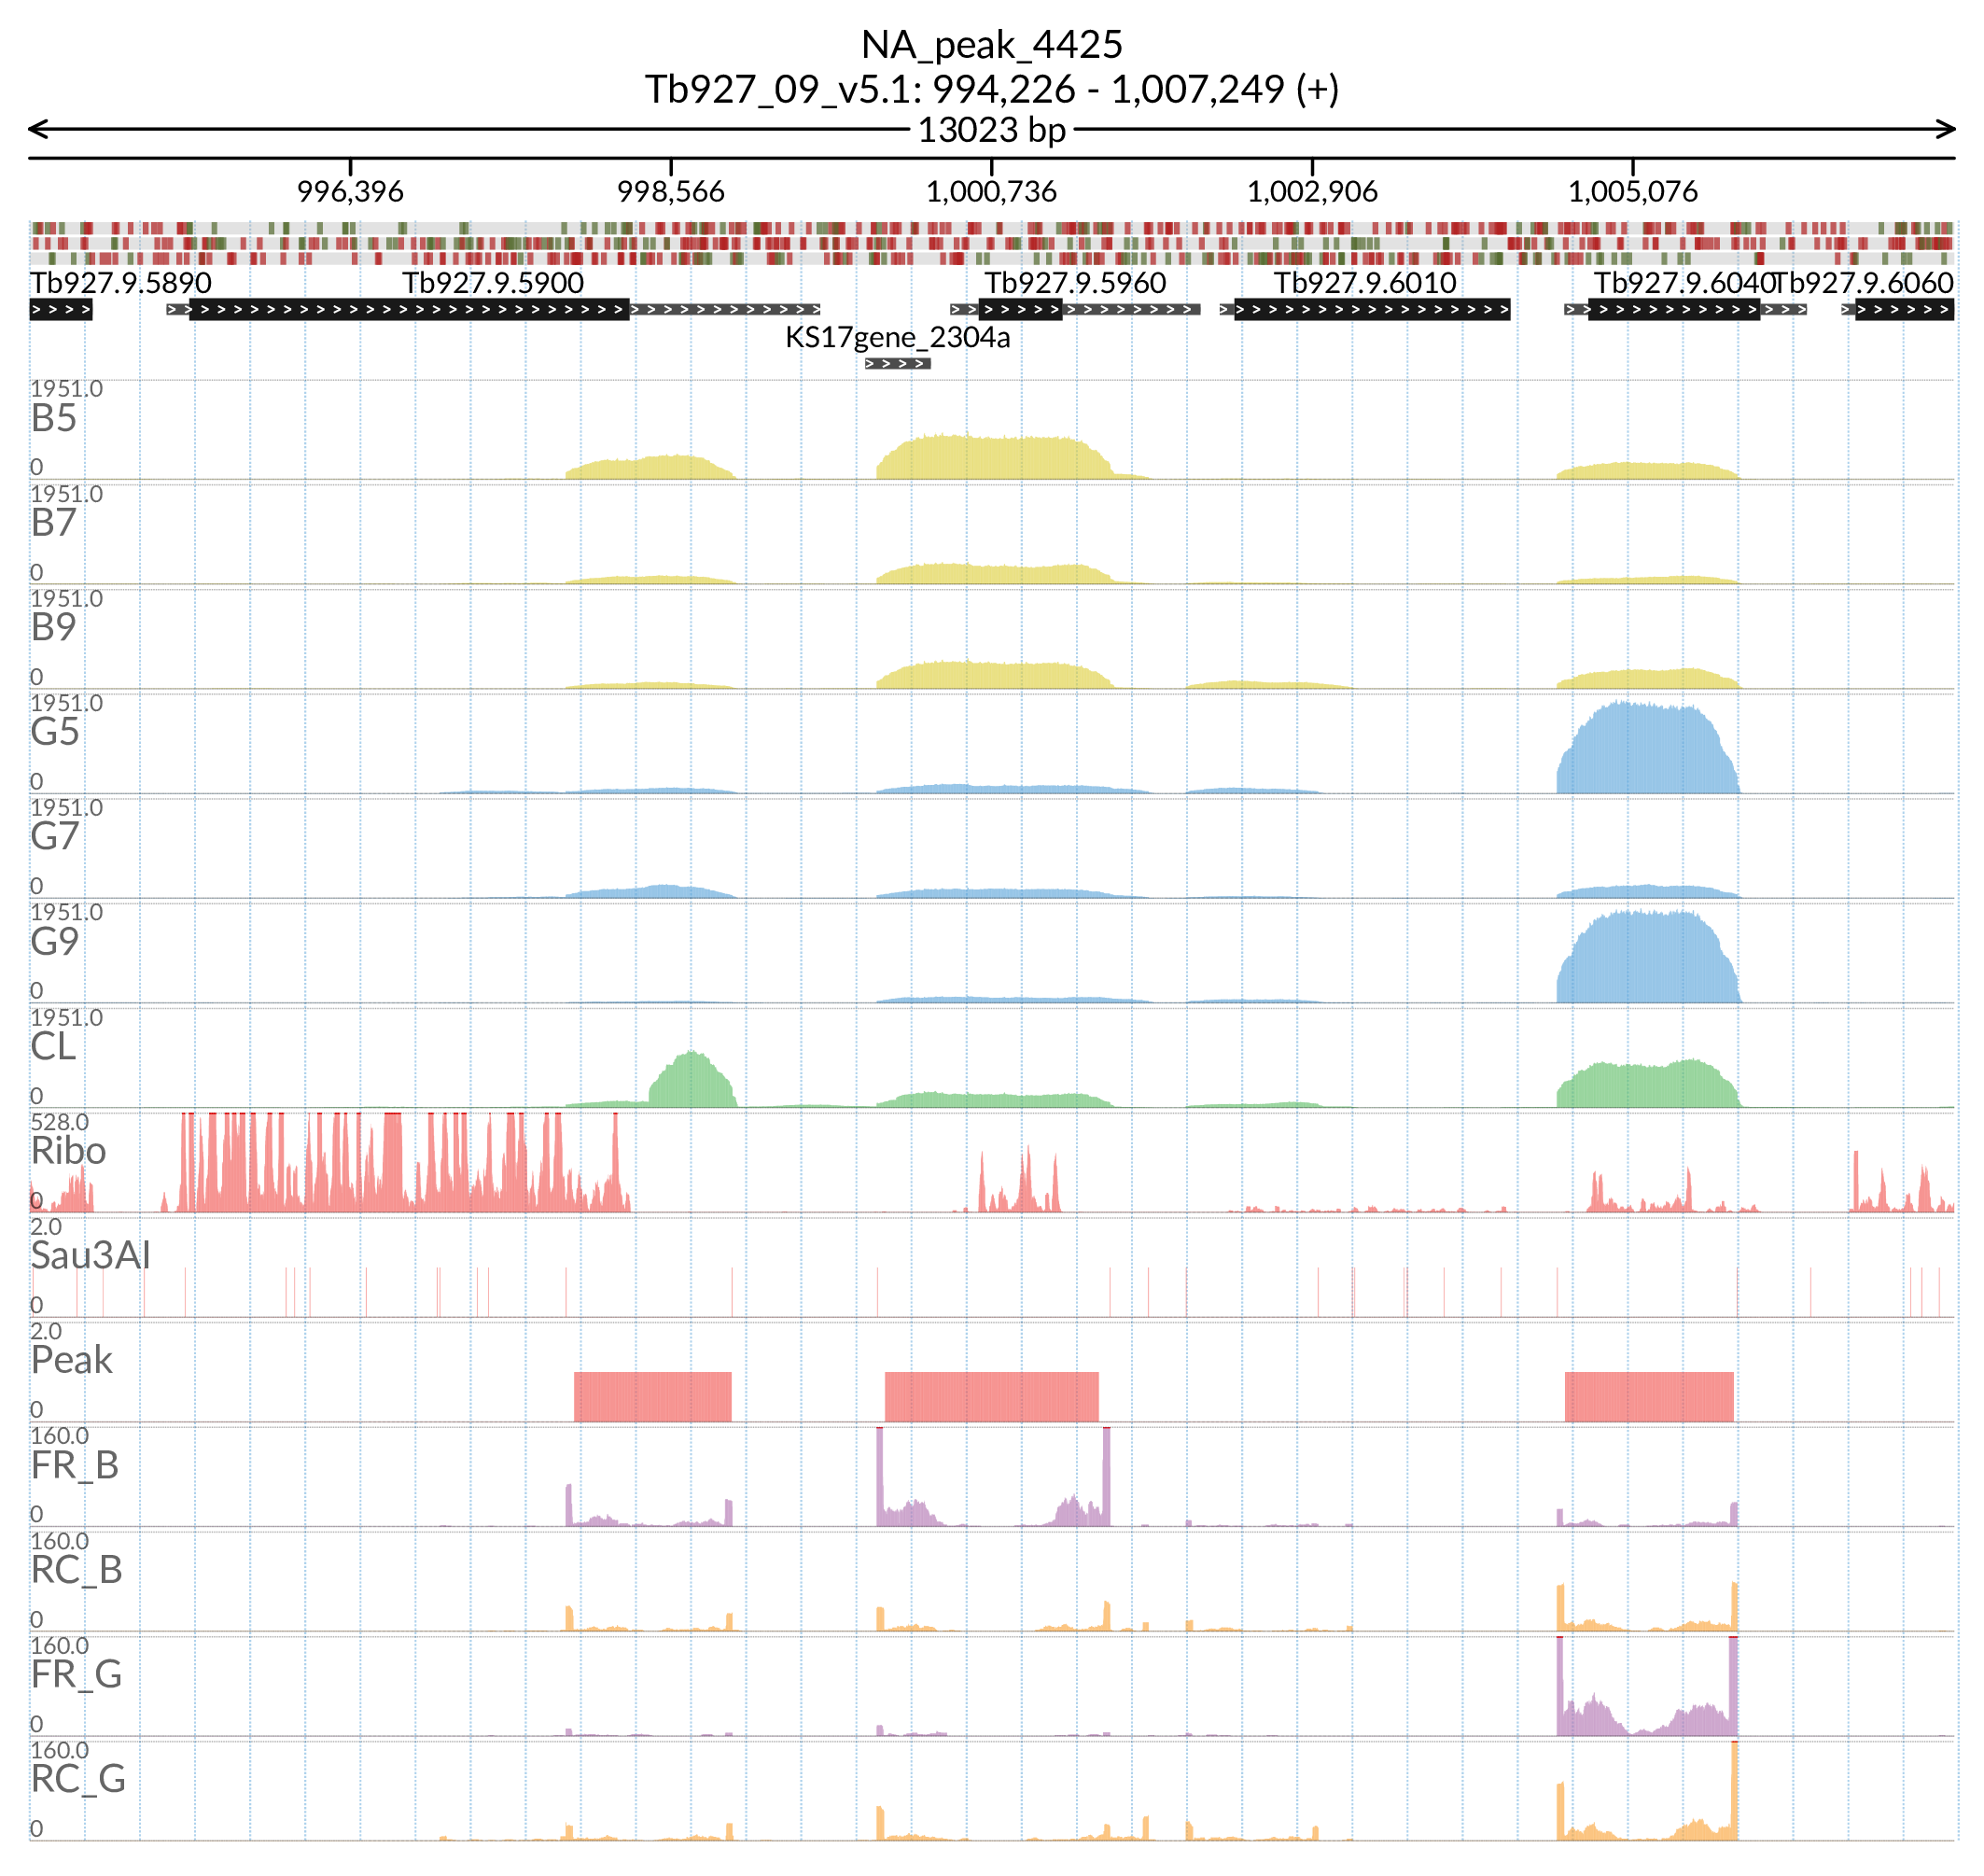 NA_peak_4425
Tb927_09_v5.1: 994,226 - 1,007,249 (+)
13023 bp
996,396 998,566 1,000,736 1,002,906 1,005,076
Tb927.9.5890 Tb927.9.5900 Tb927.9.5960 Tb927.9.6010 Tb927.9.6040 Tb927.9.6060
KS17gene_2304a
1951.0
B5
0
1951.0
B7
0
1951.0
B9
0
1951.0
G5
0
1951.0
G7
0
1951.0
G9
0
1951.0
CL
0
528.0
Ribo
0
2.0
Sau3AI
0
2.0
Peak
0
160.0
FR_B
0
160.0
RC_B
0
160.0
FR_G
0
160.0
RC_G
0